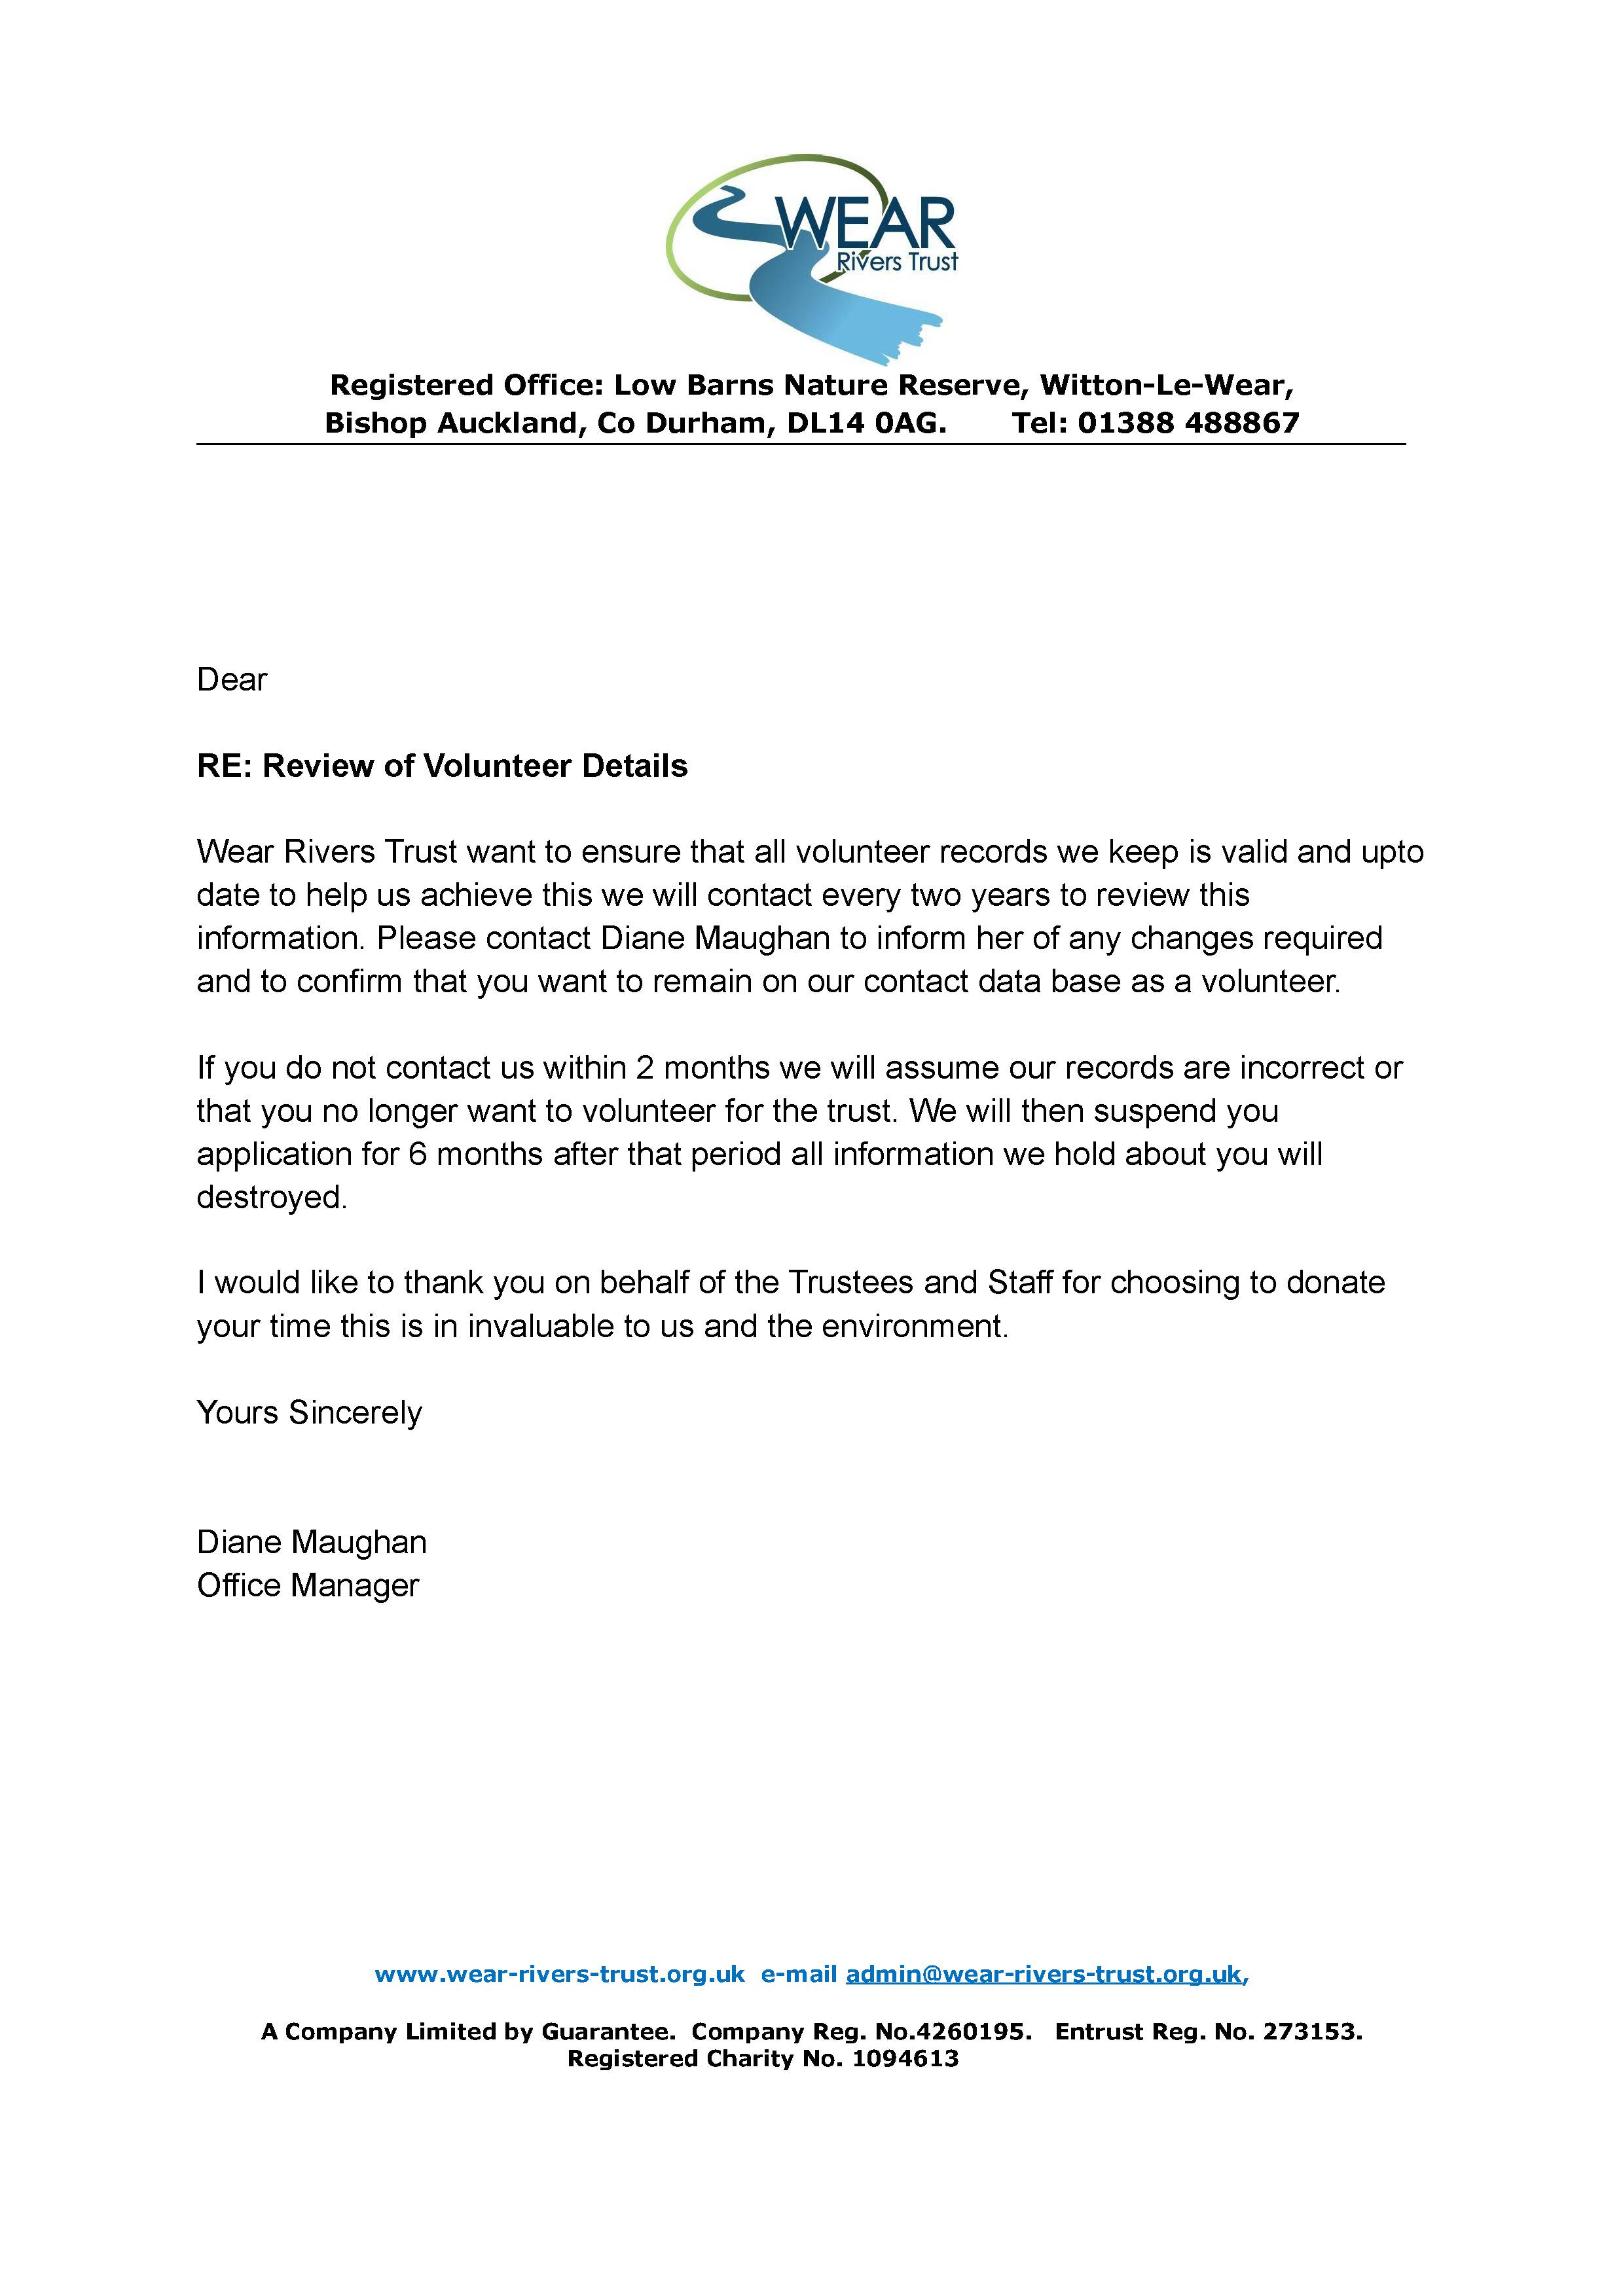 WEAR
Rivers Trust
Registered Office: Low Barns Nature Reserve, Witton-Le-Wear,
Bishop Auckland, Co Durham, DL14 0AG. Tel: 01388 488867
Dear
RE: Review of Volunteer Details
Wear Rivers Trust want to ensure that all volunteer records we keep is valid and upto
date to help us achieve this we will contact every two years to review this
information. Please contact Diane Maughan to inform her of any changes required
and to confirm that you want to remain on our contact data base as a volunteer.
If you do not contact us within 2 months we will assume our records are incorrect or
that you no longer want to volunteer for the trust. We will then suspend you
application for 6 months after that period all information we hold about you will
destroyed.
I would like to thank you on behalf of the Trustees and Staff for choosing to donate
your time this is in invaluable to us and the environment.
Yours Sincerely
Diane Maughan
Office Manager
www.wear-rivers-trust.org.uk e-mail admin@wear-rivers-trust.org.uk,
A Company Limited by Guarantee. Company Reg. No.4260195. Entrust Reg. No. 273153.
Registered Charity No. 1094613